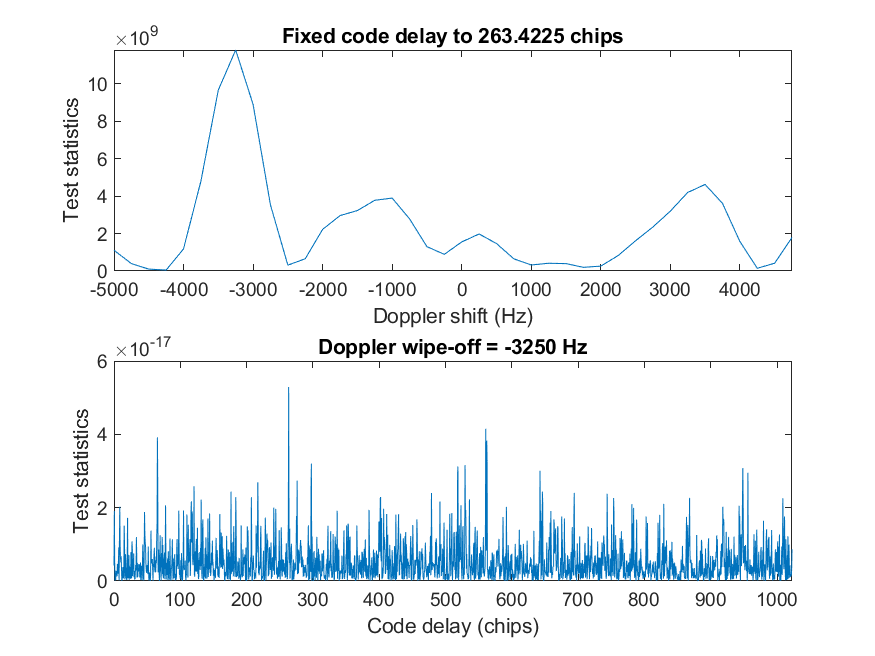 ×10^9
Fixed code delay to 263.4225 chips
10
8
6
4
2
0
Test statistics
-5000 -4000 -3000 -2000 -1000 0 1000 2000 3000 4000
Doppler shift (Hz)
×10^-17
Doppler wipe-off = -3250 Hz
6
4
2
0
Test statistics
0 100 200 300 400 500 600 700 800 900 1000
Code delay (chips)